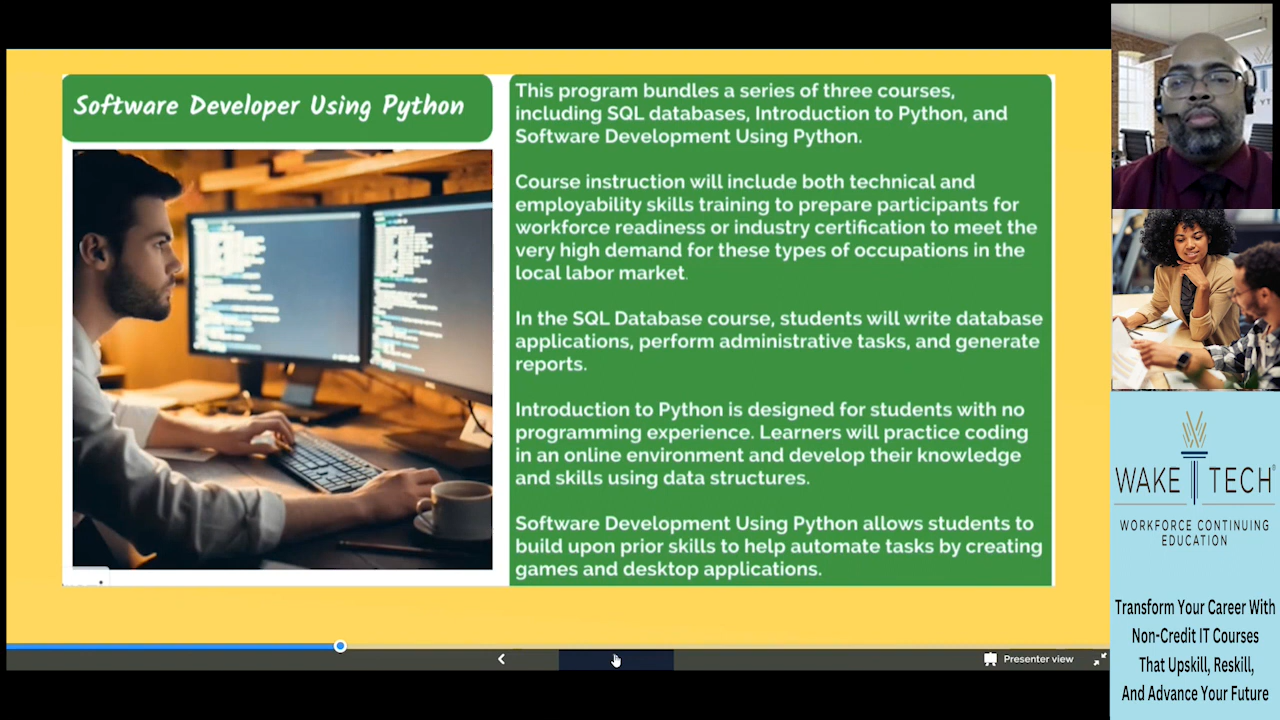 Software Developer Using Python
This program bundles a series of three courses,
including SQL databases, Introduction to Python, and
Software Development Using Python.
Course instruction will include both technical and
employability skills training to prepare participants for
workforce readiness or industry certification to meet the
very high demand for these types of occupations in the
local labor market.
In the SQL Database course, students will write database
applications, perform administrative tasks, and generate
reports.
Introduction to Python is designed for students with no
programming experience. Learners will practice coding
in an online environment and develop their knowledge
and skills using data structures.
Software Development Using Python allows students to
build upon prior skills to help automate tasks by creating
games and desktop applications.
Presenter view
WAKE TECH®
WORKFORCE CONTINUING
EDUCATION
Transform Your Career With
Non-Credit IT Courses
That Upskill, Reskill,
And Advance Your Future